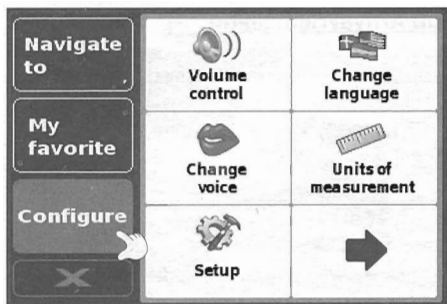 Navigate
to
My
favorite
Configure
Volume
control
Change
language
Change
voice
Units of
measurement
Setup